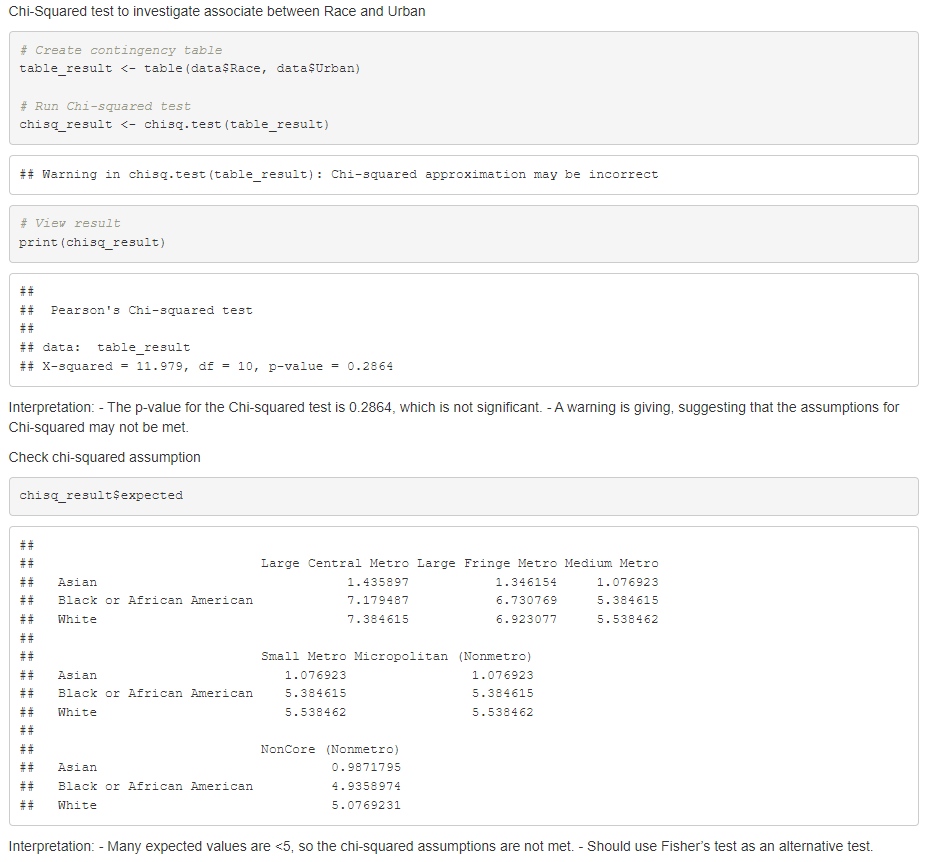 Chi-Squared test to investigate associate between Race and Urban
# Create contingency table
table_result <- table(data$Race, data$Urban)
# Run Chi-squared test
chisq_result <- chisq.test(table_result)
## Warning in chisq.test(table_result): Chi-squared approximation may be incorrect
# View result
print(chisq_result)
##
##  Pearson's Chi-squared test
##
## data:  table_result
## X-squared = 11.979, df = 10, p-value = 0.2864
Interpretation: - The p-value for the Chi-squared test is 0.2864, which is not significant. - A warning is giving, suggesting that the assumptions for
Chi-squared may not be met.
Check chi-squared assumption
chisq_result$expected
##
##                             Large Central Metro Large Fringe Metro Medium Metro
##   Asian                                1.435897           1.346154     1.076923
##   Black or African American            7.179487           6.730769     5.384615
##   White                                7.384615           6.923077     5.538462
##
##                             Small Metro Micropolitan (Nonmetro)
##   Asian                        1.076923                1.076923
##   Black or African American    5.384615                5.384615
##   White                        5.538462                5.538462
##
##                             NonCore (Nonmetro)
##   Asian                              0.9871795
##   Black or African American          4.9358974
##   White                              5.0769231
Interpretation: - Many expected values are <5, so the chi-squared assumptions are not met. - Should use Fisher's test as an alternative test.